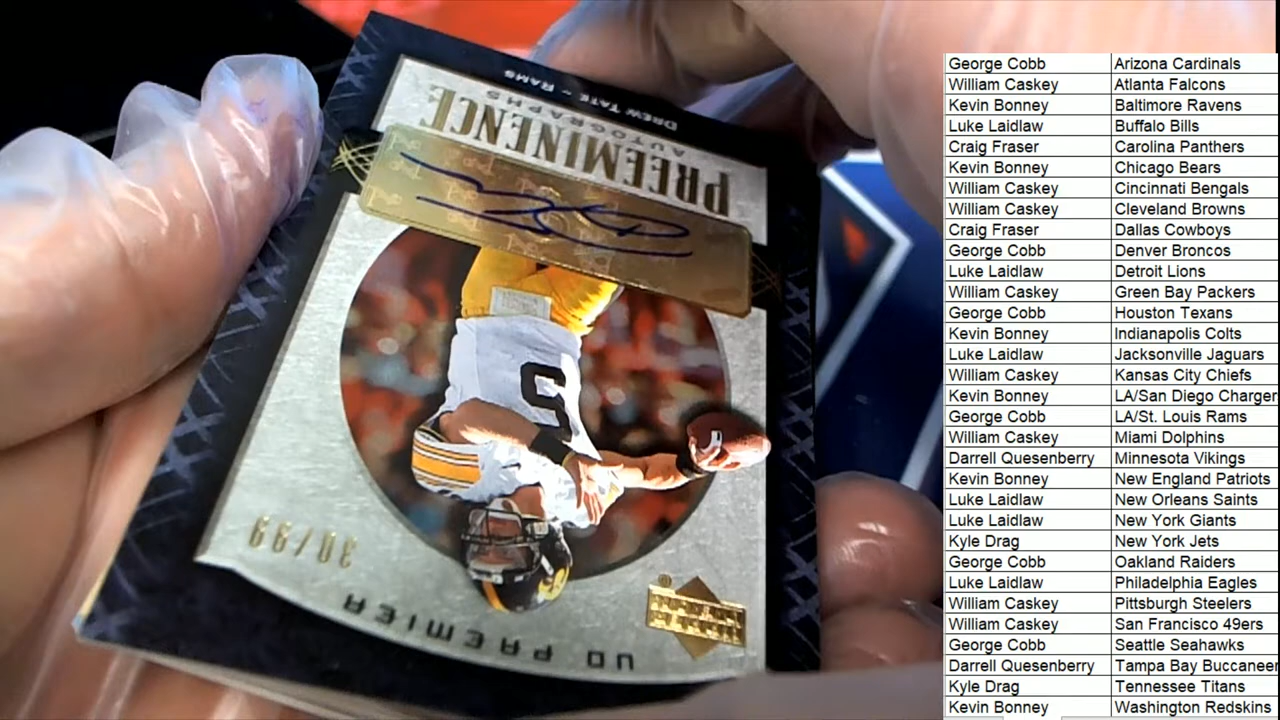 DREW TATE ~ RAMS
AUTOGRAPHS
PREEMINENCE
5
30/99
UD PREMIER
George Cobb Arizona Cardinals
William Caskey Atlanta Falcons
Kevin Bonney Baltimore Ravens
Luke Laidlaw Buffalo Bills
Craig Fraser Carolina Panthers
Kevin Bonney Chicago Bears
William Caskey Cincinnati Bengals
William Caskey Cleveland Browns
Craig Fraser Dallas Cowboys
George Cobb Denver Broncos
Luke Laidlaw Detroit Lions
William Caskey Green Bay Packers
George Cobb Houston Texans
Kevin Bonney Indianapolis Colts
Luke Laidlaw Jacksonville Jaguars
William Caskey Kansas City Chiefs
Kevin Bonney LA/San Diego Charger
George Cobb LA/St. Louis Rams
William Caskey Miami Dolphins
Darrell Quesenberry Minnesota Vikings
Kevin Bonney New England Patriots
Luke Laidlaw New Orleans Saints
Luke Laidlaw New York Giants
Kyle Drag New York Jets
George Cobb Oakland Raiders
Luke Laidlaw Philadelphia Eagles
William Caskey Pittsburgh Steelers
William Caskey San Francisco 49ers
George Cobb Seattle Seahawks
Darrell Quesenberry Tampa Bay Buccanee
Kyle Drag Tennessee Titans
Kevin Bonney Washington Redskins